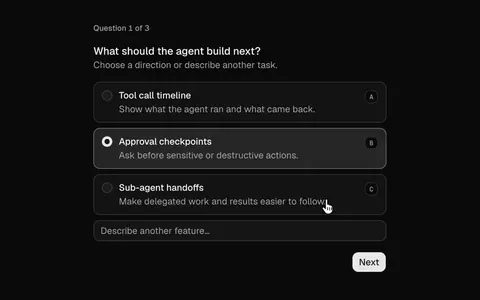 Question 1 of 3
What should the agent build next?
Choose a direction or describe another task.
Tool call timeline
A
Show what the agent ran and what came back.
Approval checkpoints
B
Ask before sensitive or destructive actions.
Sub-agent handoffs
C
Make delegated work and results easier to follow.
Describe another feature...
Next